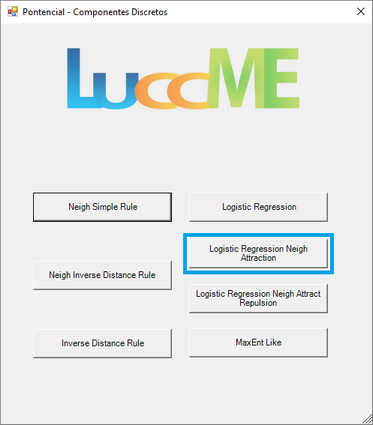 Pontencial - Componentes Discretos
LuccME
Neigh Simple Rule
Logistic Regression
Logistic Regression Neigh
Attraction
Neigh Inverse Distance Rule
Logistic Regression Neigh Attract
Repulsion
Inverse Distance Rule
MaxEnt Like